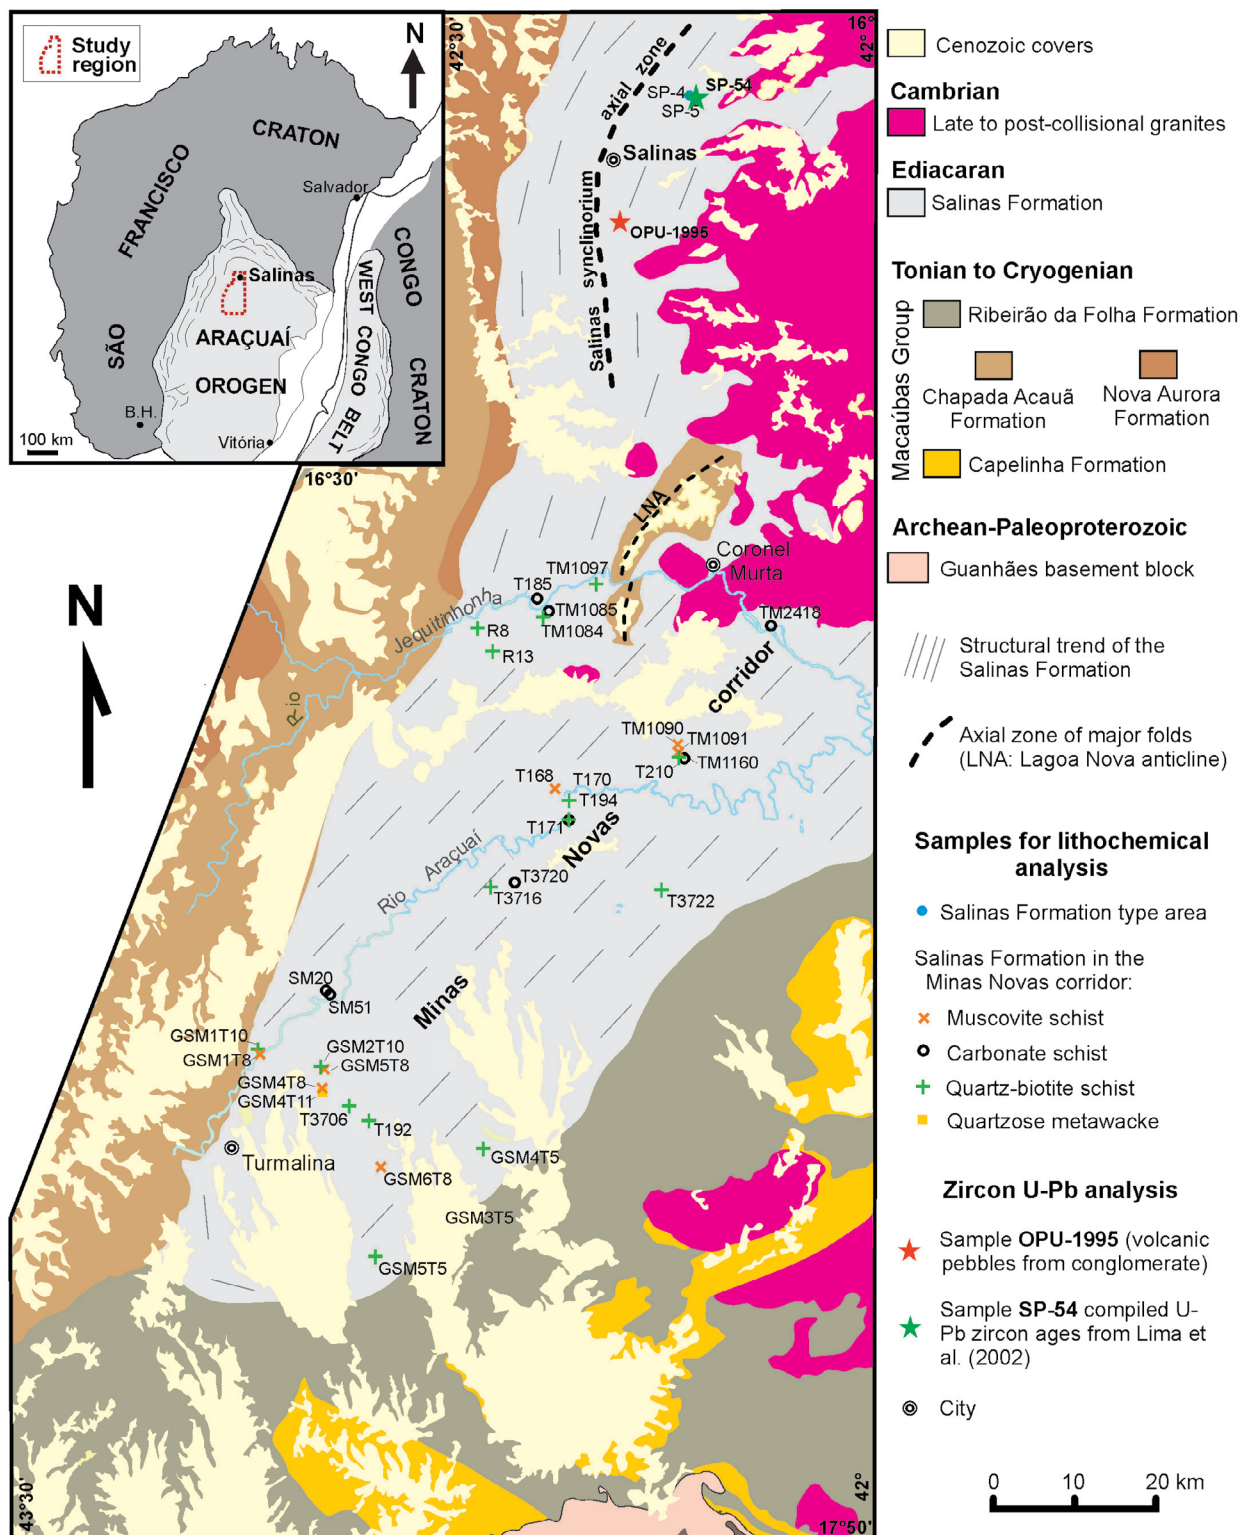 Study
region
N
CRATON
FRANCISCO
SÃO
Salvador
Salinas
ARAÇUAÍ
OROGEN
B.H.
Vitória
100 km
CONGO
CRATON
WEST CONGO BELT
42°30'
16°
42°
16°30'
N
axial zone
Salinas synclinorium
SP-4
SP-54
SP-5
Salinas
OPU-1995
LNA
Coronel
Murta
TM1097
T185
TM1085
TM1084
TM2418
R8
R13
Rio
Jequitinhonha
corridor
TM1090
TM1091
TM1160
T210
T168
T170
T194
T171
Novas
Rio Araçuaí
T3720
T3716
T3722
SM20
SM51
Minas
GSM1T10
GSM1T8
GSM2T10
GSM5T8
GSM4T8
GSM4T11
T3706
T192
Turmalina
GSM4T5
GSM6T8
GSM3T5
GSM5T5
43°30'
42°
17°50'
Cenozoic covers
Cambrian
Late to post-collisional granites
Ediacaran
Salinas Formation
Tonian to Cryogenian
Macaúbas Group
Ribeirão da Folha Formation
Chapada Acauã
Formation
Nova Aurora
Formation
Capelinha Formation
Archean-Paleoproterozoic
Guanhães basement block
Structural trend of the
Salinas Formation
Axial zone of major folds
(LNA: Lagoa Nova anticline)
Samples for lithochemical
analysis
Salinas Formation type area
Salinas Formation in the
Minas Novas corridor:
Muscovite schist
Carbonate schist
Quartz-biotite schist
Quartzose metawacke
Zircon U-Pb analysis
Sample OPU-1995 (volcanic
pebbles from conglomerate)
Sample SP-54 compiled U-
Pb zircon ages from Lima et
al. (2002)
City
0 10 20 km